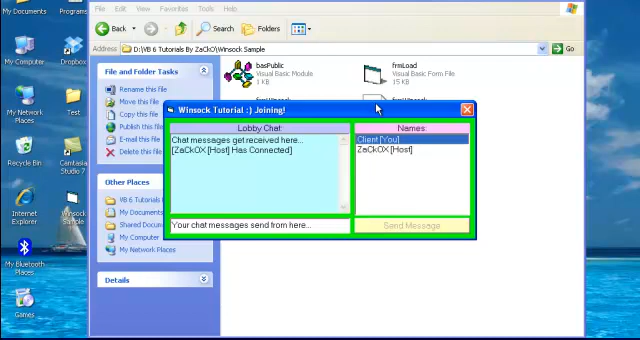 File Edit View Favorites Tools Help
Back Search Folders
Address D:\VB 6 Tutorials By ZaCkOX\Winsock Sample Go
My Documents Programs
My Computer Dropbox
My Network Places Test
Recycle Bin Camtasia Studio 7
Internet Explorer Winsock Sample
My Bluetooth Places
Games
File and Folder Tasks
Rename this file
Move this file
Copy this file
Publish this file
E-mail this file
Delete this file
Other Places
VB 6 Tutorials
My Documents
Shared Docum
My Computer
My Network Places
Details
basPublic
Visual Basic Module
1 KB
frmLoad
Visual Basic Form File
15 KB
Winsock Tutorial :) Joining!
Lobby Chat:
Chat messages get received here...
[ZaCkOX [Host] Has Connected]
Your chat messages send from here...
Names:
Client [You]
ZaCkOX [Host]
Send Message